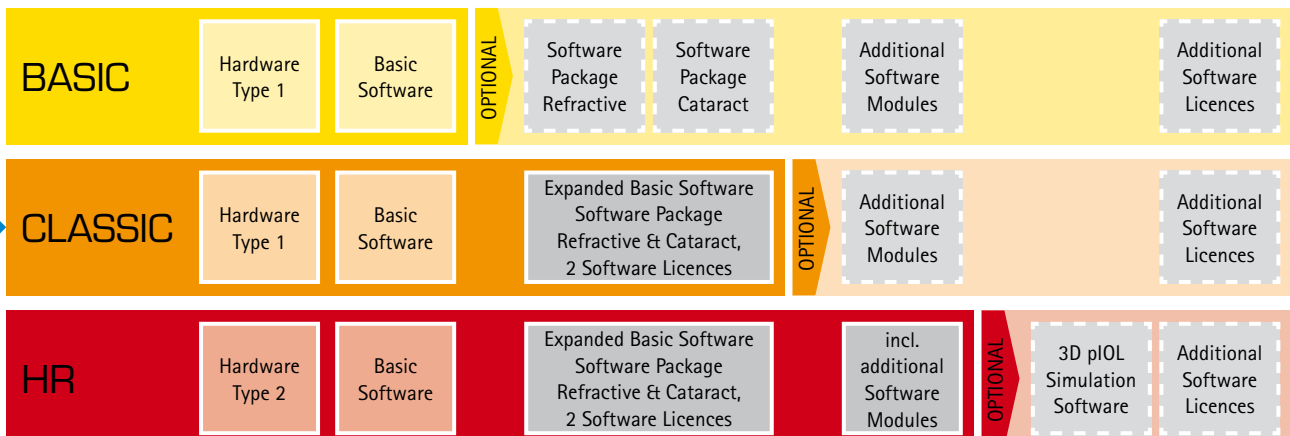 BASIC
Hardware
Type 1
Basic
Software
OPTIONAL
Software
Package
Refractive
Software
Package
Cataract
Additional
Software
Modules
Additional
Software
Licences
CLASSIC
Hardware
Type 1
Basic
Software
Expanded Basic Software
Software Package
Refractive & Cataract,
2 Software Licences
OPTIONAL
Additional
Software
Modules
Additional
Software
Licences
HR
Hardware
Type 2
Basic
Software
Expanded Basic Software
Software Package
Refractive & Cataract,
2 Software Licences
incl.
additional
Software
Modules
OPTIONAL
3D pIOL
Simulation
Software
Additional
Software
Licences